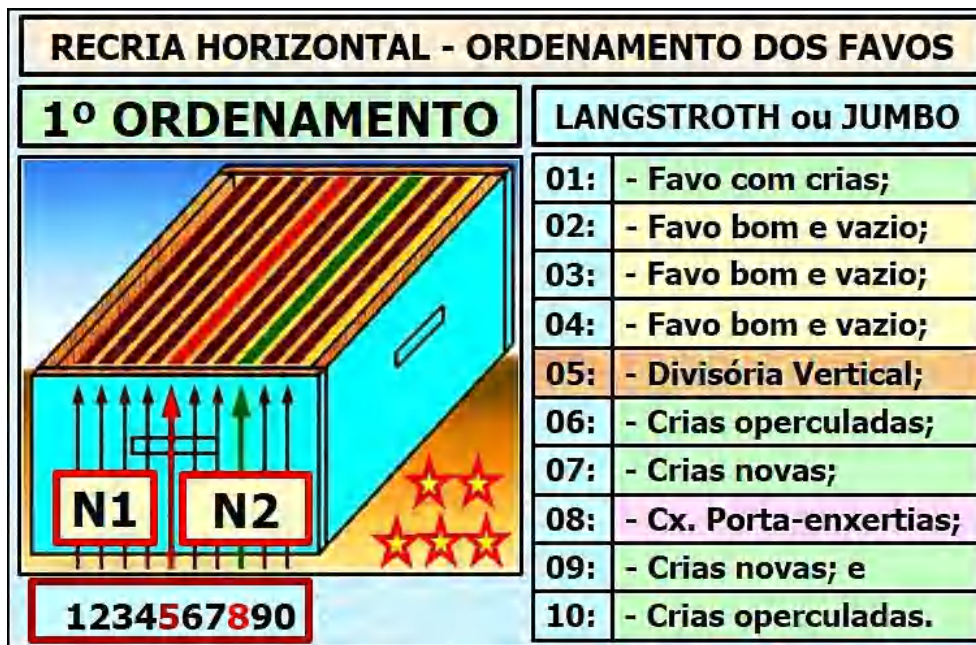 RECRIA HORIZONTAL - ORDENAMENTO DOS FAVOS
1º ORDENAMENTO
N1 N2
1234567890
LANGSTROTH ou JUMBO
01: - Favo com crias;
02: - Favo bom e vazio;
03: - Favo bom e vazio;
04: - Favo bom e vazio;
05: - Divisória Vertical;
06: - Crias operculadas;
07: - Crias novas;
08: - Cx. Porta-enxertias;
09: - Crias novas; e
10: - Crias operculadas.